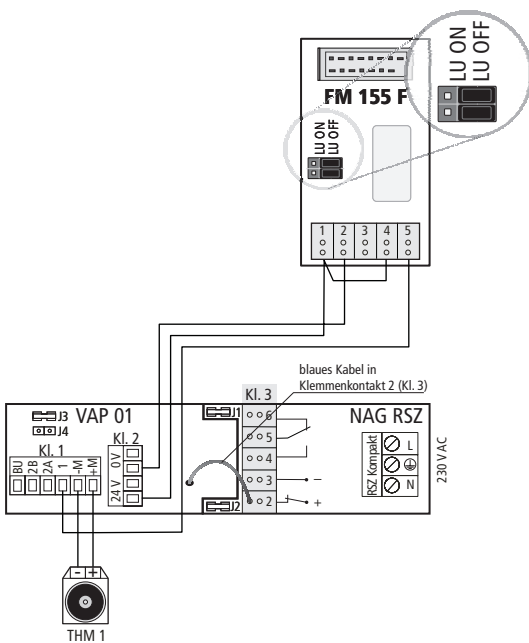 LU ON
LU OFF
FM 155 F
LU ON
LU OFF
1 2 3 4 5
blaues Kabel in
Klemmenkontakt 2 (Kl. 3)
Kl. 3
J3 VAP 01
J4
J1
6
NAG RSZ
Kl. 1
Kl. 2
5
BU 2B 2A 1 -M +M
0V
24 V
4
3 −
J2
2 +
RSZ Kompakt
L
N
230 V AC
- +
THM 1